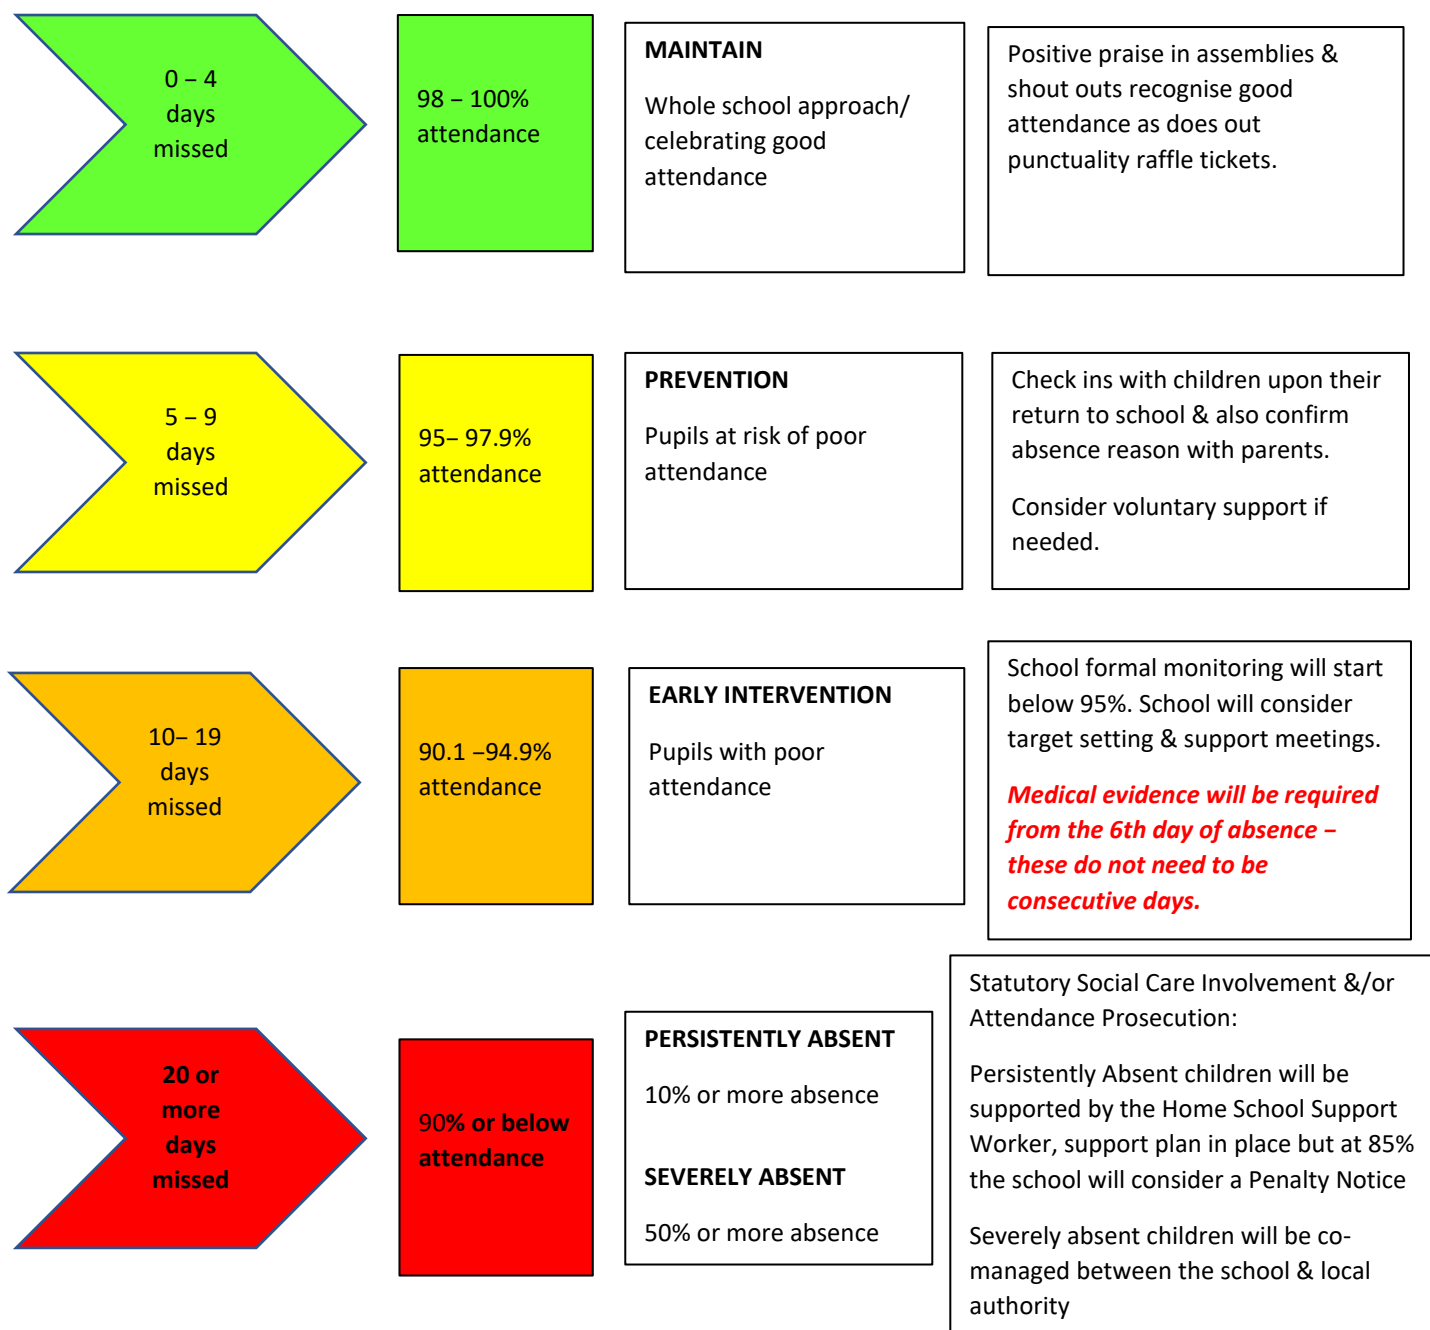 0 – 4
days
missed
98 – 100%
attendance
MAINTAIN
Whole school approach/
celebrating good
attendance
Positive praise in assemblies &
shout outs recognise good
attendance as does out
punctuality raffle tickets.
5 – 9
days
missed
95– 97.9%
attendance
PREVENTION
Pupils at risk of poor
attendance
Check ins with children upon their
return to school & also confirm
absence reason with parents.
Consider voluntary support if
needed.
10– 19
days
missed
90.1 –94.9%
attendance
EARLY INTERVENTION
Pupils with poor
attendance
School formal monitoring will start
below 95%. School will consider
target setting & support meetings.
Medical evidence will be required
from the 6th day of absence –
these do not need to be
consecutive days.
20 or
more
days
missed
90% or below
attendance
PERSISTENTLY ABSENT
10% or more absence
SEVERELY ABSENT
50% or more absence
Statutory Social Care Involvement &/or
Attendance Prosecution:
Persistently Absent children will be
supported by the Home School Support
Worker, support plan in place but at 85%
the school will consider a Penalty Notice
Severely absent children will be co-
managed between the school & local
authority